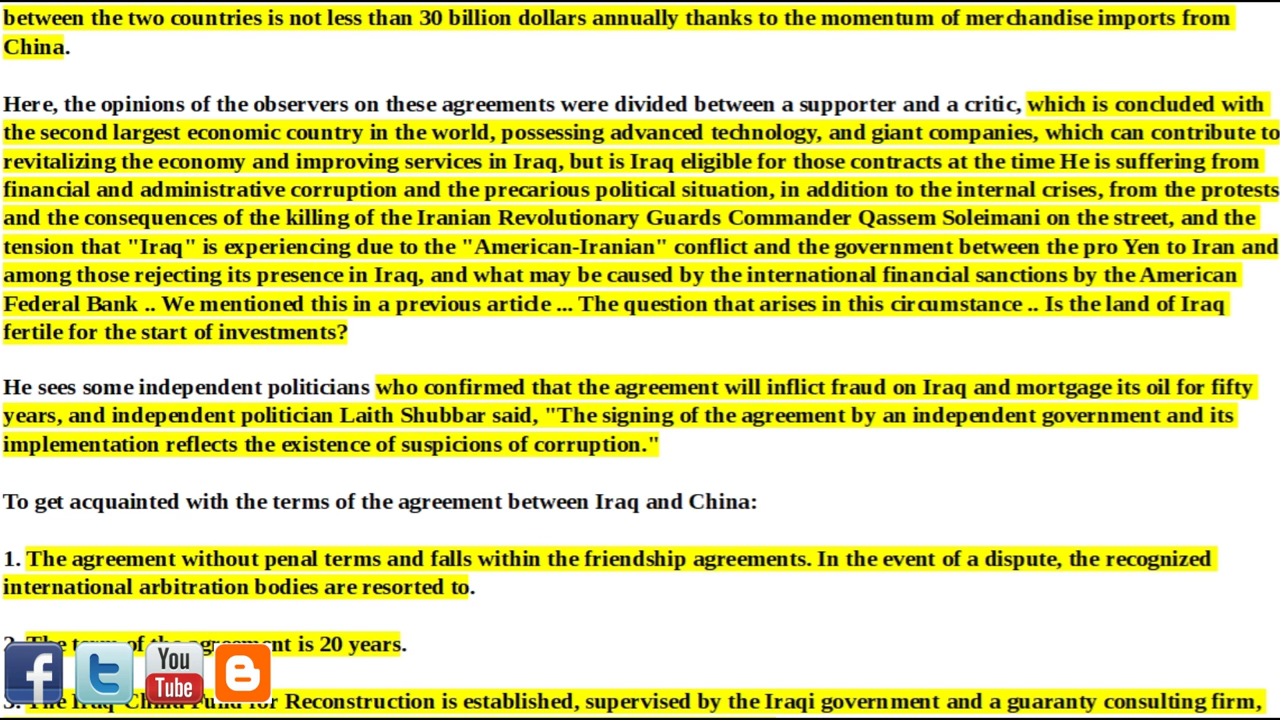 between the two countries is not less than 30 billion dollars annually thanks to the momentum of merchandise imports from
China.
Here, the opinions of the observers on these agreements were divided between a supporter and a critic, which is concluded with
the second largest economic country in the world, possessing advanced technology, and giant companies, which can contribute to
revitalizing the economy and improving services in Iraq, but is Iraq eligible for those contracts at the time He is suffering from
financial and administrative corruption and the precarious political situation, in addition to the internal crises, from the protests
and the consequences of the killing of the Iranian Revolutionary Guards Commander Qassem Soleimani on the street, and the
tension that "Iraq" is experiencing due to the "American-Iranian" conflict and the government between the pro Yen to Iran and
among those rejecting its presence in Iraq, and what may be caused by the international financial sanctions by the American
Federal Bank .. We mentioned this in a previous article ... The question that arises in this circumstance .. Is the land of Iraq
fertile for the start of investments?
He sees some independent politicians who confirmed that the agreement will inflict fraud on Iraq and mortgage its oil for fifty
years, and independent politician Laith Shubbar said, "The signing of the agreement by an independent government and its
implementation reflects the existence of suspicions of corruption."
To get acquainted with the terms of the agreement between Iraq and China:
1. The agreement without penal terms and falls within the friendship agreements. In the event of a dispute, the recognized
international arbitration bodies are resorted to.
2. The term of the agreement is 20 years.
3. The Iraq-China Fund for Reconstruction is established, supervised by the Iraqi government and a guaranty consulting firm,
f
t
You
Tube
B